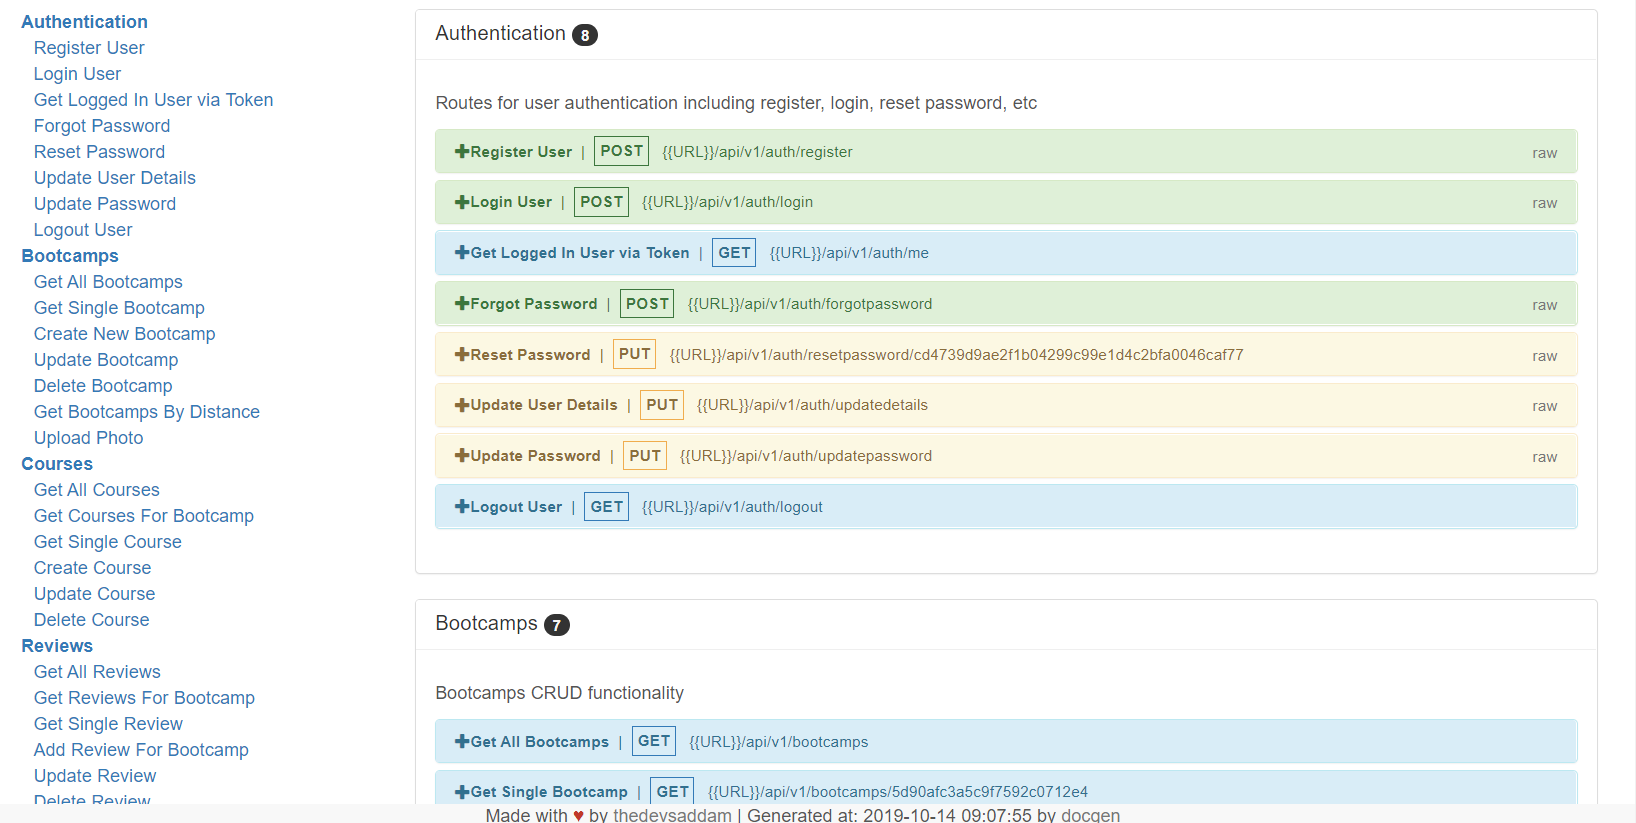 Authentication
Register User
Login User
Get Logged In User via Token
Forgot Password
Reset Password
Update User Details
Update Password
Logout User
Bootcamps
Get All Bootcamps
Get Single Bootcamp
Create New Bootcamp
Update Bootcamp
Delete Bootcamp
Get Bootcamps By Distance
Upload Photo
Courses
Get All Courses
Get Courses For Bootcamp
Get Single Course
Create Course
Update Course
Delete Course
Reviews
Get All Reviews
Get Reviews For Bootcamp
Get Single Review
Add Review For Bootcamp
Update Review
Delete Review
Authentication 8
Routes for user authentication including register, login, reset password, etc
Register User | POST {{URL}}/api/v1/auth/register raw
Login User | POST {{URL}}/api/v1/auth/login raw
Get Logged In User via Token | GET {{URL}}/api/v1/auth/me
Forgot Password | POST {{URL}}/api/v1/auth/forgotpassword raw
Reset Password | PUT {{URL}}/api/v1/auth/resetpassword/cd4739d9ae2f1b04299c99e1d4c2bfa0046caf77 raw
Update User Details | PUT {{URL}}/api/v1/auth/updatedetails raw
Update Password | PUT {{URL}}/api/v1/auth/updatepassword raw
Logout User | GET {{URL}}/api/v1/auth/logout
Bootcamps 7
Bootcamps CRUD functionality
Get All Bootcamps | GET {{URL}}/api/v1/bootcamps
Get Single Bootcamp | GET {{URL}}/api/v1/bootcamps/5d90afc3a5c9f7592c0712e4
Made with ♥ by thedevsaddam | Generated at: 2019-10-14 09:07:55 by docgen